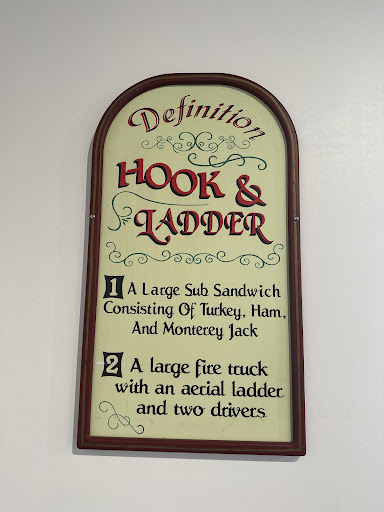 Definition
HOOK &
LADDER
1 A Large Sub Sandwich
Consisting Of Turkey, Ham,
And Monterey Jack
2 A large fire truck
with an aerial ladder
and two drivers